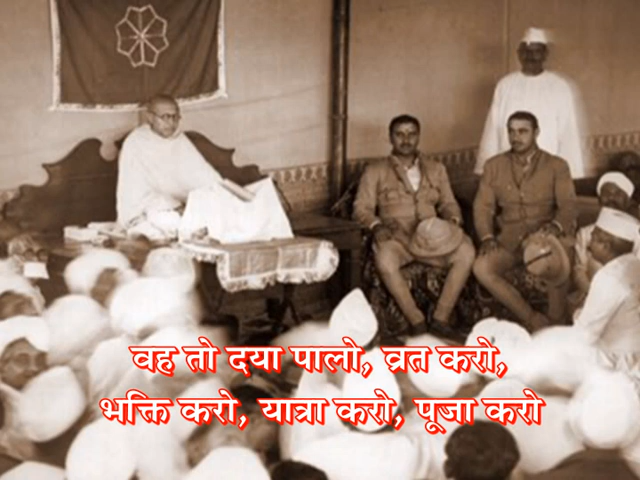 वह तो दया पालो, व्रत करो,
भक्ति करो, यात्रा करो, पूजा करो